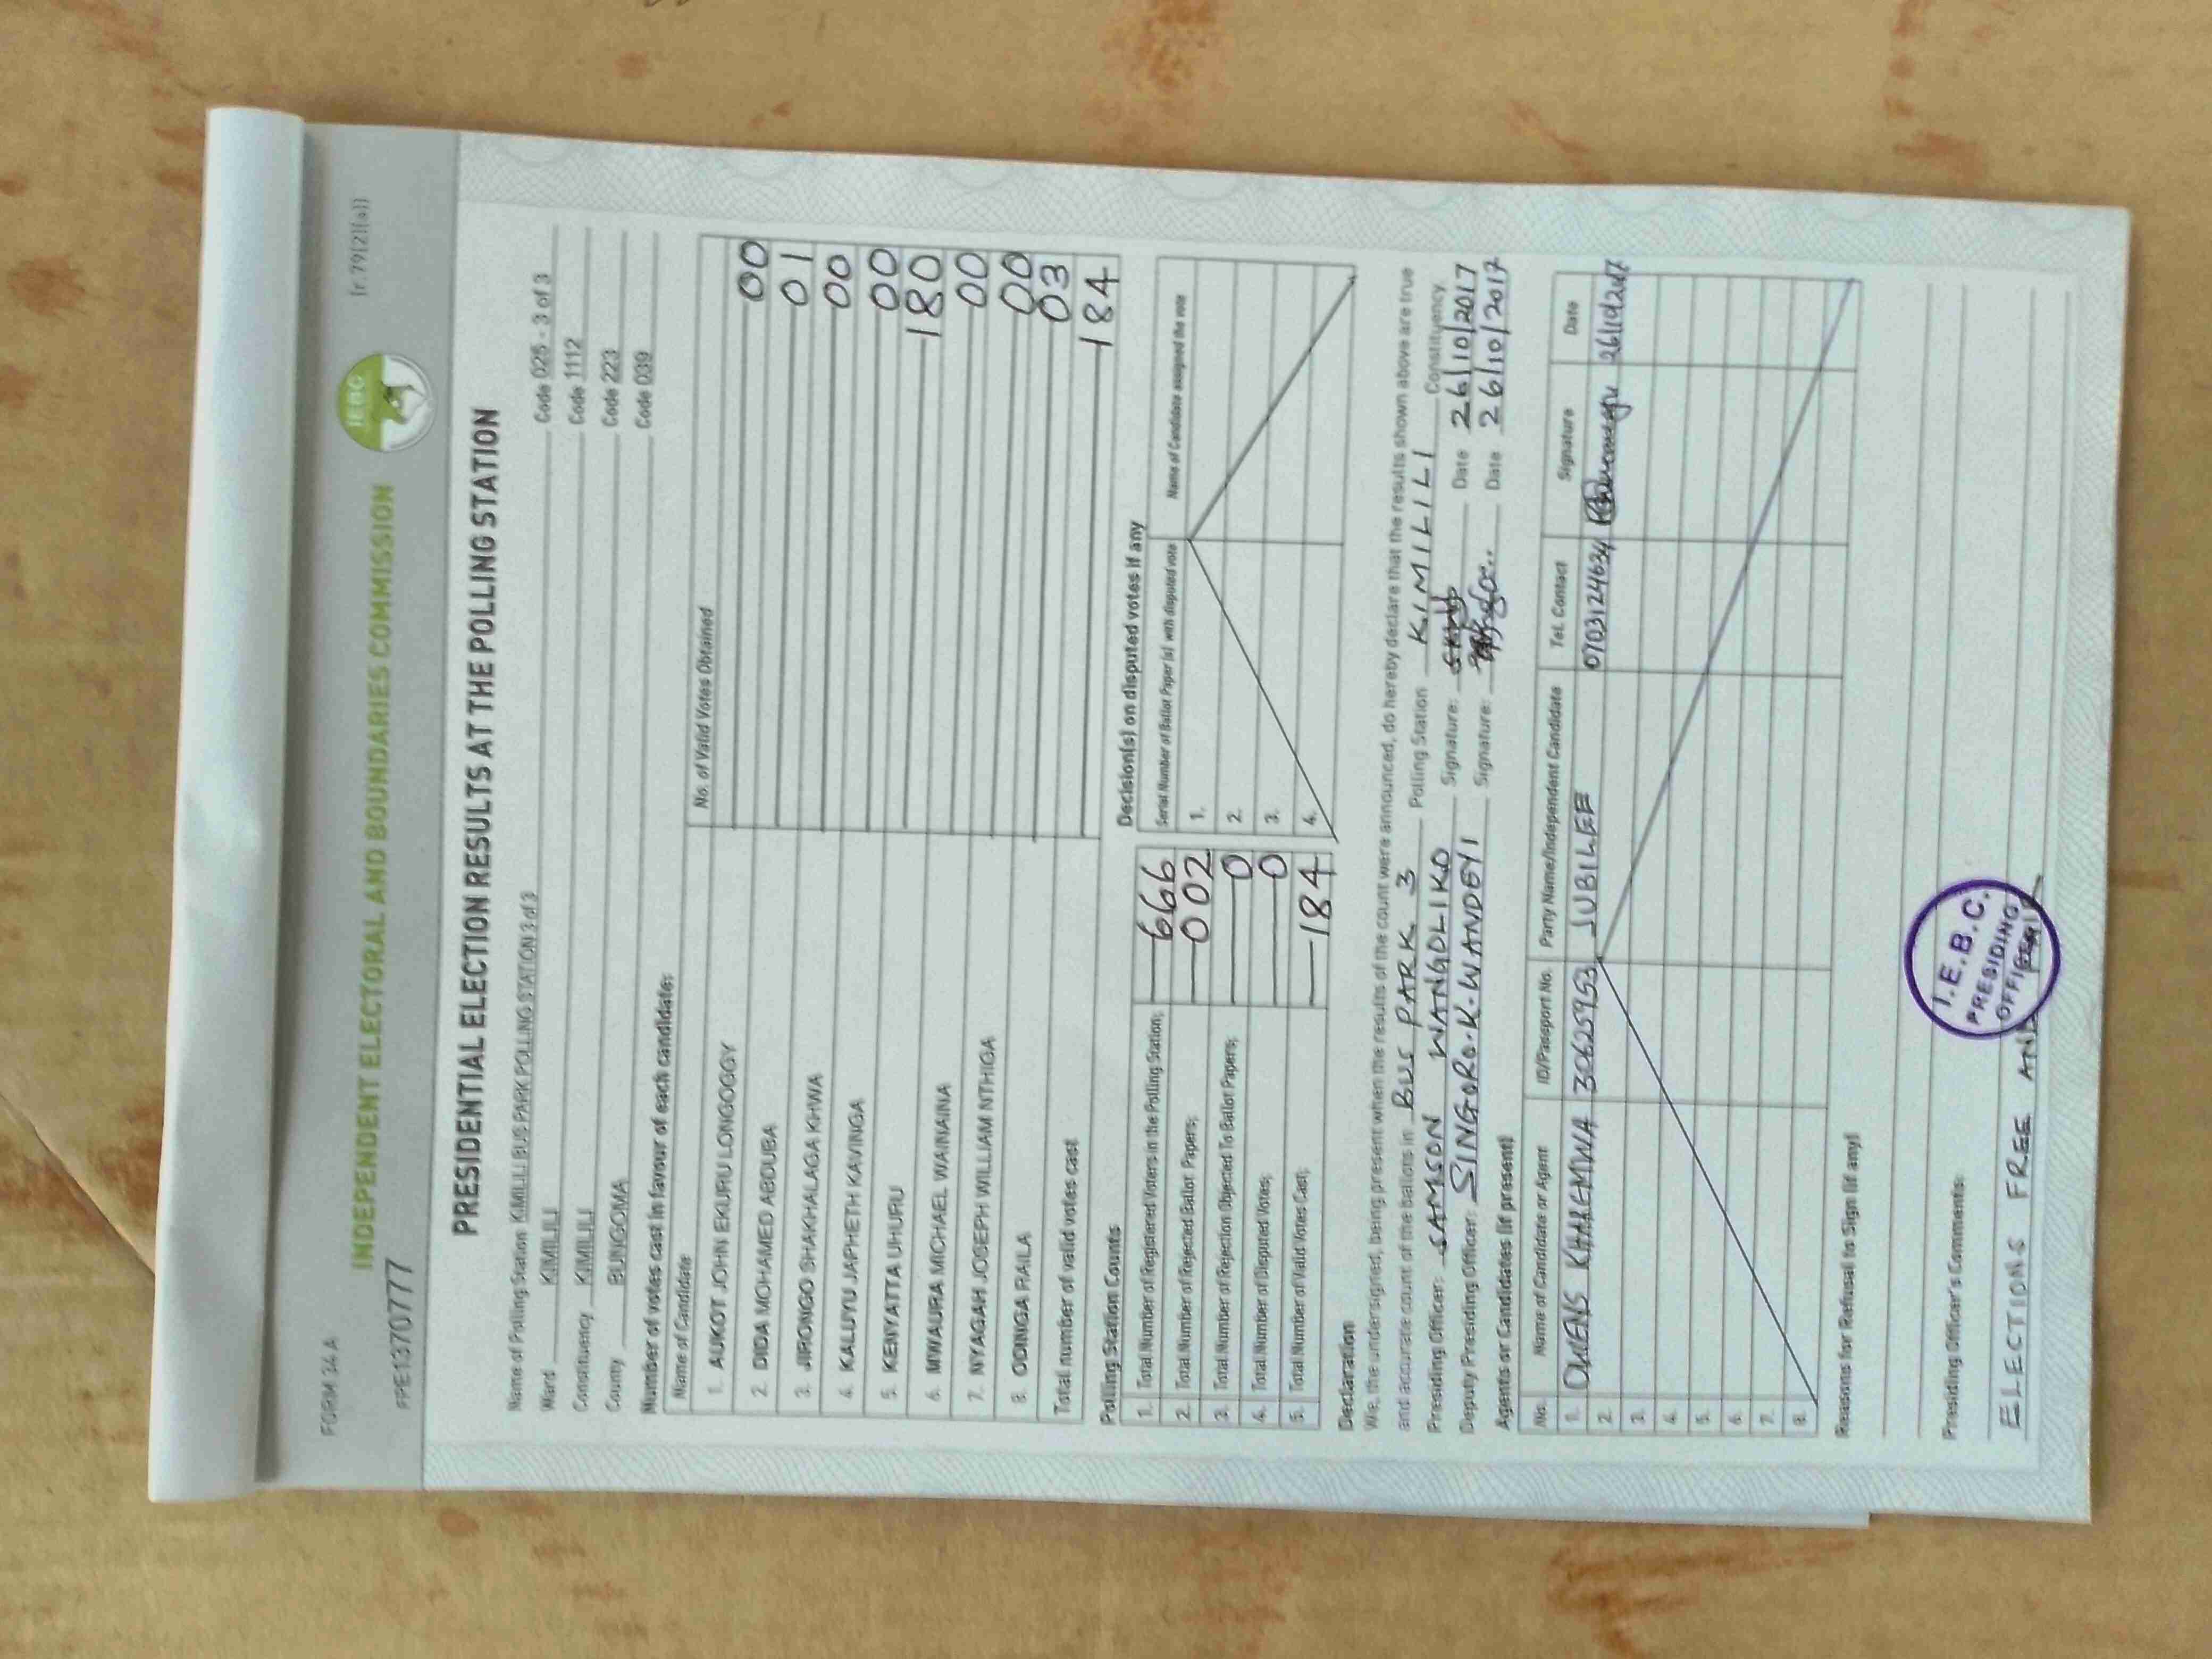 FORM 34 A
(r.79(2)(a))
PPE1370777
INDEPENDENT ELECTORAL AND BOUNDARIES COMMISSION
IEBC
PRESIDENTIAL ELECTION RESULTS AT THE POLLING STATION
Name of Polling Station KIMILILI BUS PARK POLLING STATION 3 of 3 Code 025 - 3 of 3
Ward KIMILILI Code 1112
Constituency KIMILILI Code 223
County BUNGOMA Code 039
Number of votes cast in favour of each candidate:
Name of Candidate No. of Valid Votes Obtained
1. AUKOT JOHN EKURU LONGOGGY 00
2. DIDA MOHAMED ABDUBA 01
3. JIRONGO SHAKHALAGA KHWA 00
4. KALUYU JAPHETH KAVINGA 00
5. KENYATTA UHURU 180
6. MWAURA MICHAEL WAINAINA 00
7. NYAGAH JOSEPH WILLIAM NTHIGA 00
8. ODINGA RAILA 03
Total number of valid votes cast 184
Polling Station Counts
1. Total Number of Registered Voters in the Polling Station; 666
2. Total Number of Rejected Ballot Papers; 002
3. Total Number of Rejection Objected To Ballot Papers; 0
4. Total Number of Disputed Votes; 0
5. Total Number of Valid Votes Cast; 184
Decision(s) on disputed votes if any
Serial Number of Ballot Paper (s) with disputed vote Name of Candidate assigned the vote
1.
2.
3.
4.
Declaration
We, the undersigned, being present when the results of the count were announced, do hereby declare that the results shown above are true
and accurate count of the ballots in BUS PARK 3 Polling Station KIMILILI Constituency.
Presiding Officer: SAMSON WANGOLIKO Signature: Date 26/10/2017
Deputy Presiding Officer: SINGORO.K.WANDEYI Signature: Date 26/10/2017
Agents or Candidates (if present)
No. Name of Candidate or Agent ID/Passport No. Party Name/Independent Candidate Tel. Contact Signature Date
1. OWENS KHAEMWA 30625953 JUBILEE 0703124634 26/10/2017
2.
3.
4.
5.
6.
7.
8.
Reasons for Refusal to Sign (if any)
Presiding Officer's Comments:
ELECTIONS FREE AND
I.E.B.C.
PRESIDING
OFFICER